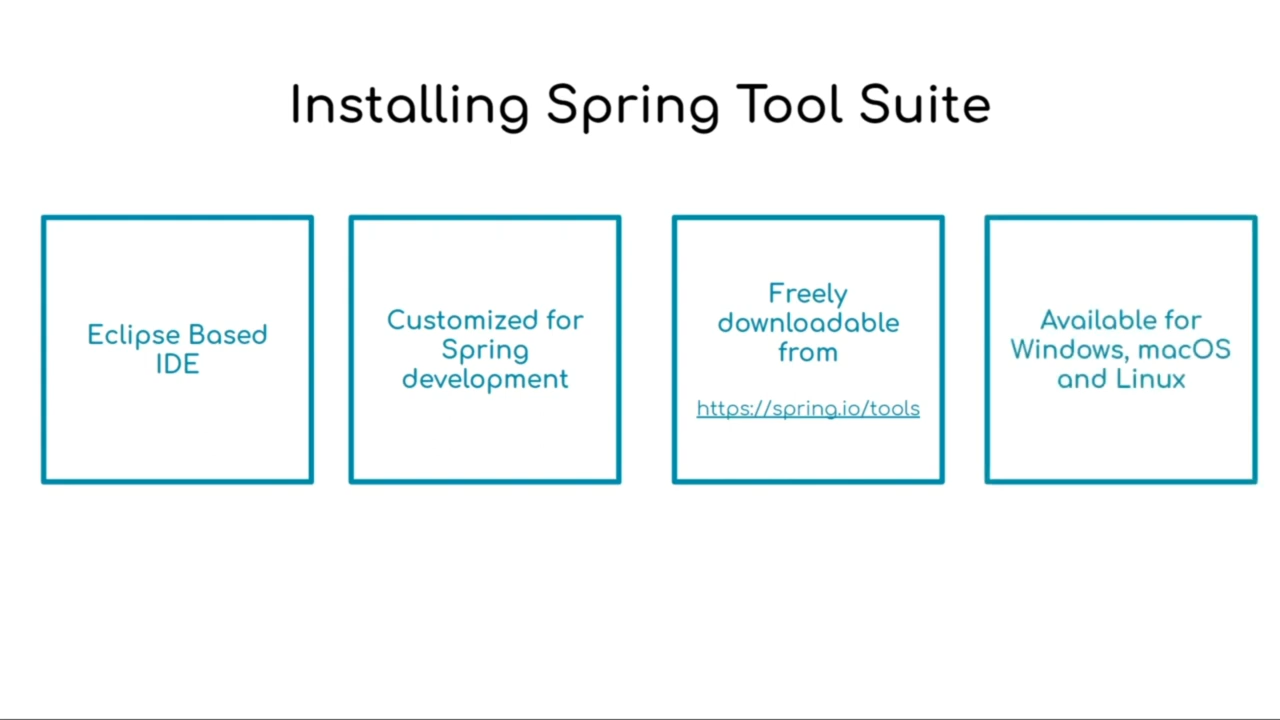 Installing Spring Tool Suite
Eclipse Based
IDE
Customized for
Spring
development
Freely
downloadable
from
https://spring.io/tools
Available for
Windows, macOS
and Linux